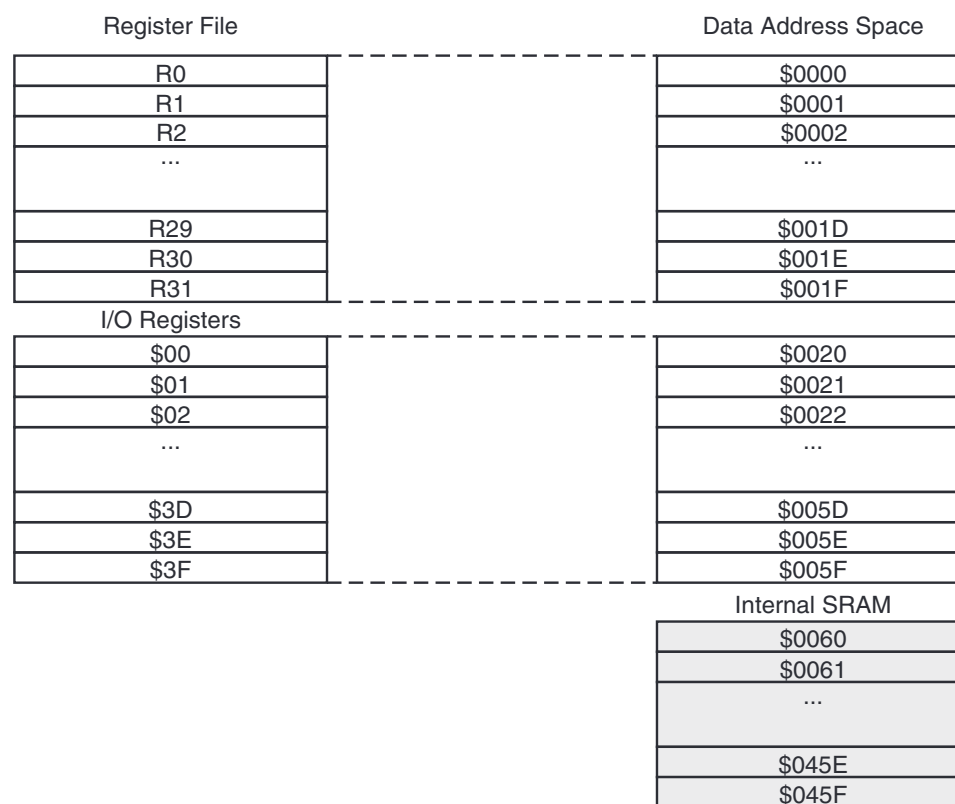 Register File Data Address Space
R0 $0000
R1 $0001
R2 $0002
... ...
R29 $001D
R30 $001E
R31 $001F
I/O Registers
$00 $0020
$01 $0021
$02 $0022
... ...
$3D $005D
$3E $005E
$3F $005F
Internal SRAM
$0060
$0061
...
$045E
$045F